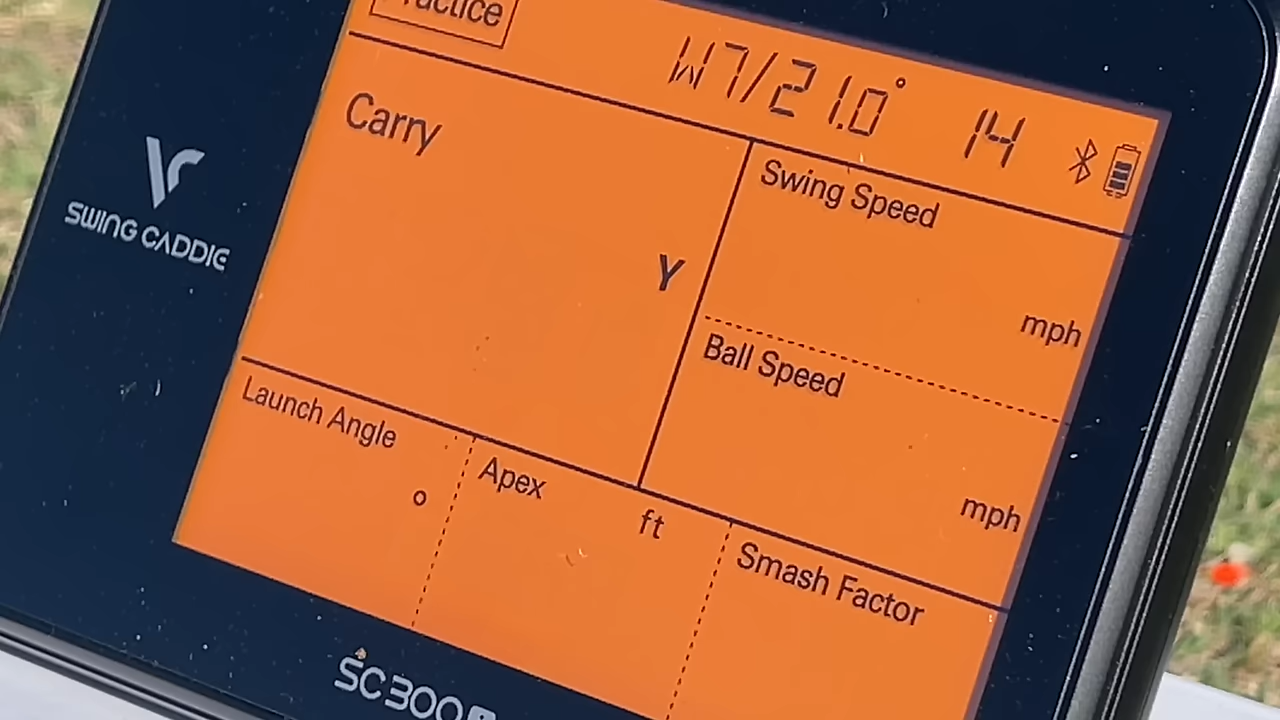 Practice
W7/21.0° 14
Carry
Y
Swing Speed
mph
Ball Speed
mph
Launch Angle
°
Apex
ft
Smash Factor
SWING CADDIE
SC300